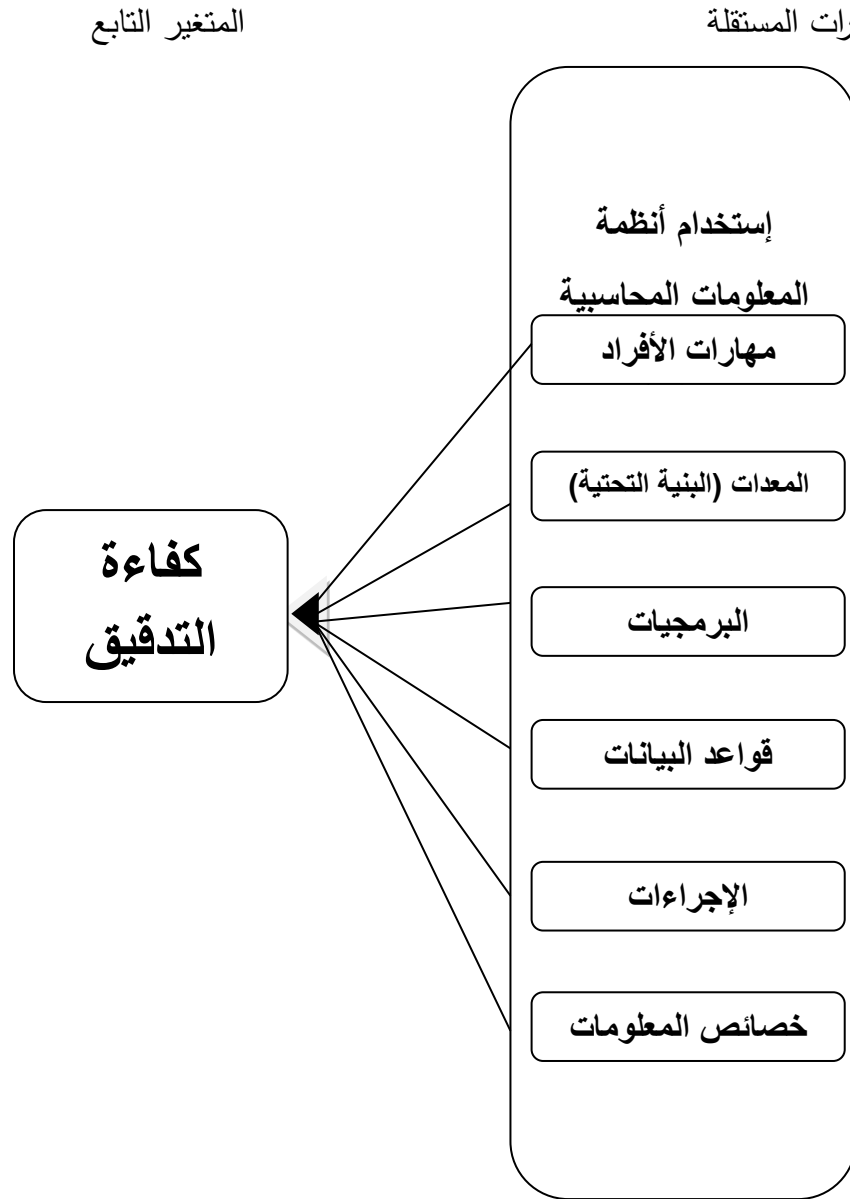 رات المستقلة
المتغير التابع
إستخدام أنظمة
المعلومات المحاسبية
مهارات الأفراد
المعدات (البنية التحتية)
البرمجيات
قواعد البيانات
الإجراءات
خصائص المعلومات
كفاءة
التدقيق